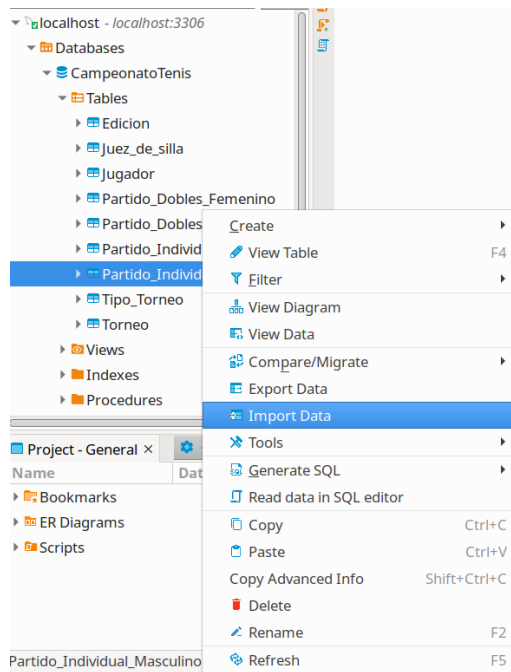 localhost - localhost:3306
Databases
CampeonatoTenis
Tables
Edicion
Juez_de_silla
Jugador
Partido_Dobles_Femenino
Partido_Dobles
Partido_Individ
Partido_Individ
Tipo_Torneo
Torneo
Views
Indexes
Procedures
Create
View Table F4
Filter
View Diagram
View Data
Compare/Migrate
Export Data
Import Data
Tools
Generate SQL
Read data in SQL editor
Copy Ctrl+C
Paste Ctrl+V
Copy Advanced Info Shift+Ctrl+C
Delete
Rename F2
Refresh F5
Project - General
Name Dat
Bookmarks
ER Diagrams
Scripts
Partido_Individual_Masculino